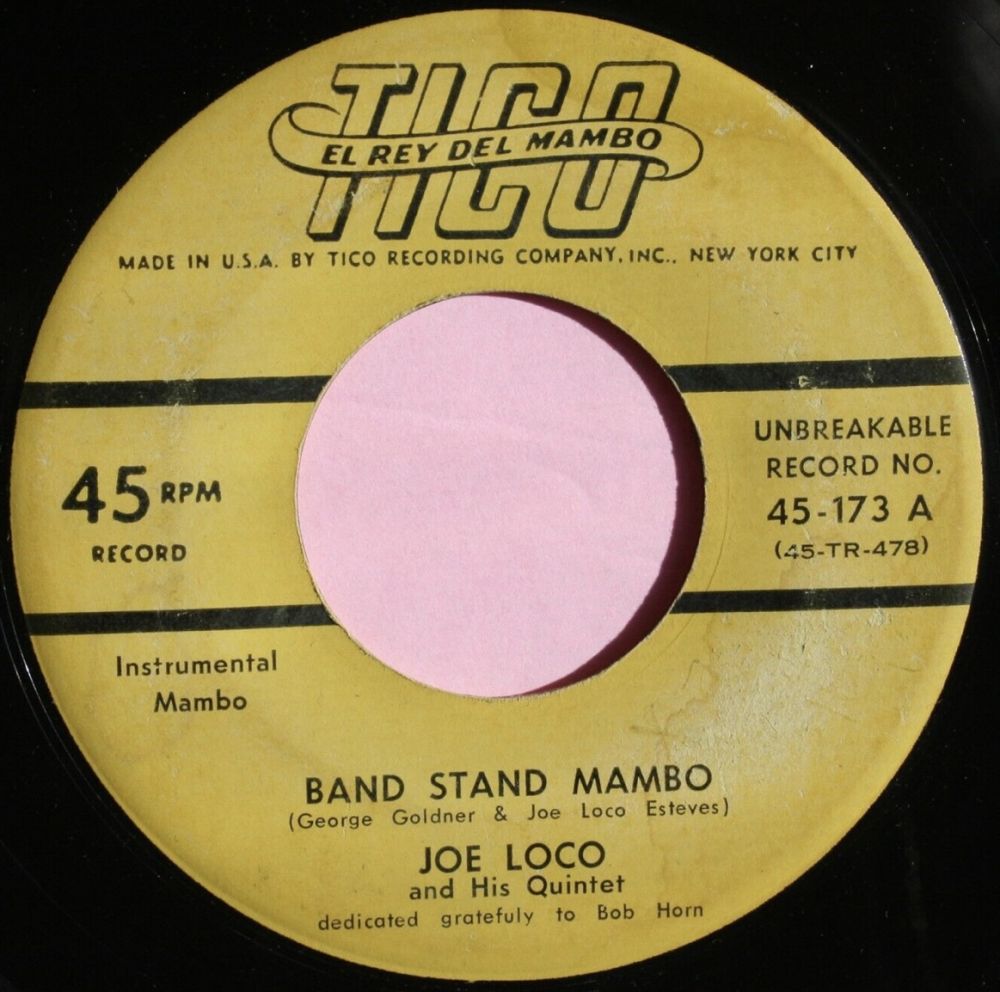 TICO
EL REY DEL MAMBO
MADE IN U.S.A. BY TICO RECORDING COMPANY, INC., NEW YORK CITY
45 RPM
RECORD
UNBREAKABLE
RECORD NO.
45-173 A
(45-TR-478)
Instrumental
Mambo
BAND STAND MAMBO
(George Goldner & Joe Loco Esteves)
JOE LOCO
and His Quintet
dedicated gratefuly to Bob Horn